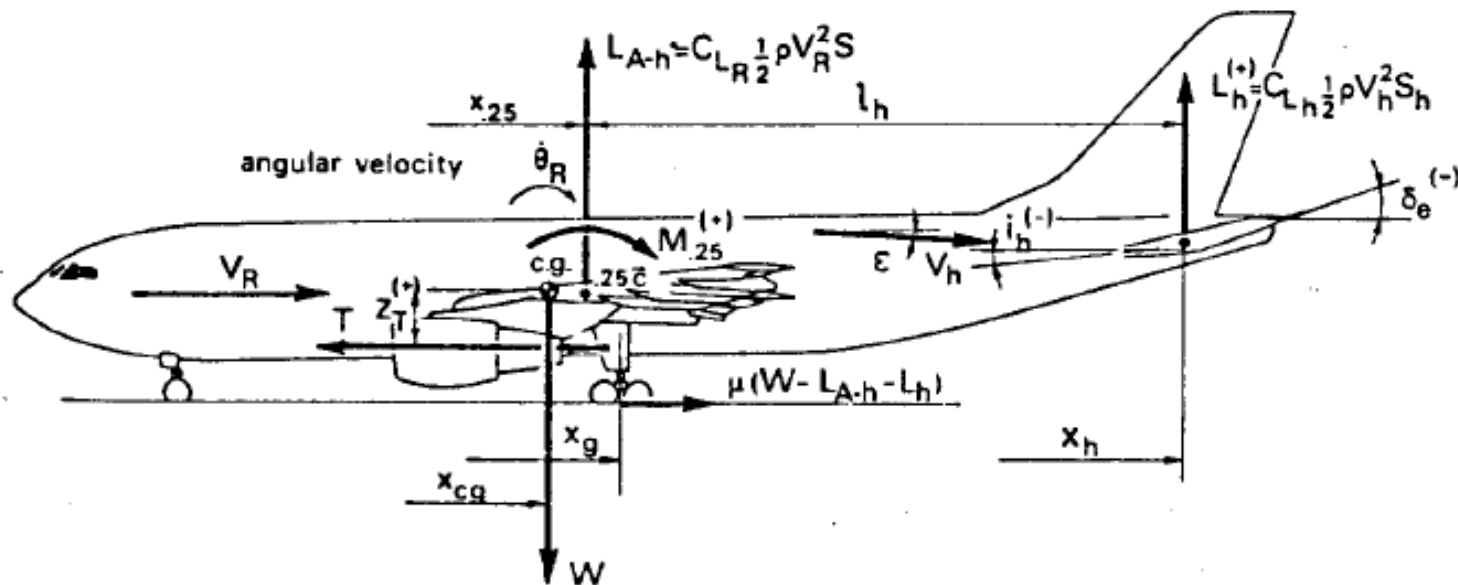 L_{A-h} = C_{L_R} ½ρV_R²S
L_h^{(+)} = C_{L_h} ½ρV_h²S_h
x_{.25}
l_h
angular velocity
θ̇_R
δ_e^{(-)}
M_{.25}^{(+)}
i_h^{(-)}
ε
V_h
c.g.
.25c̄
V_R
z_T^{(+)}
T
μ(W-L_{A-h}-L_h)
x_g
x_h
x_{cg}
W